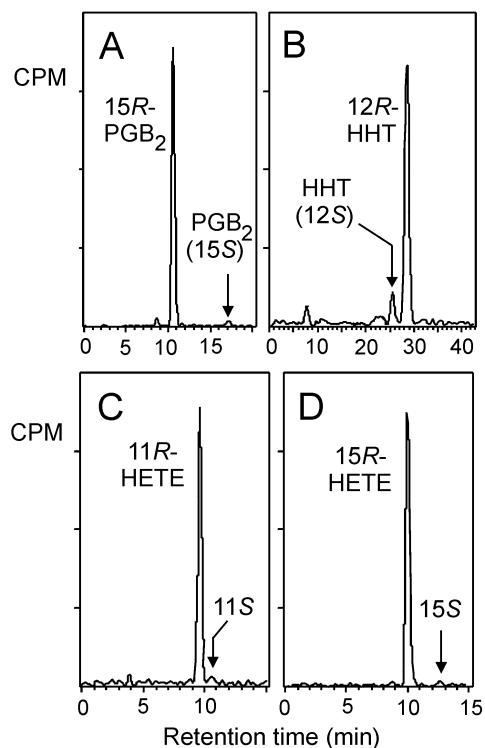 A
CPM
15R-
PGB2
PGB2
(15S)
0 5 10 15
B
12R-
HHT
HHT
(12S)
0 10 20 30 40
C
CPM
11R-
HETE
11S
0 5 10
D
15R-
HETE
15S
0 5 10 15
Retention time (min)